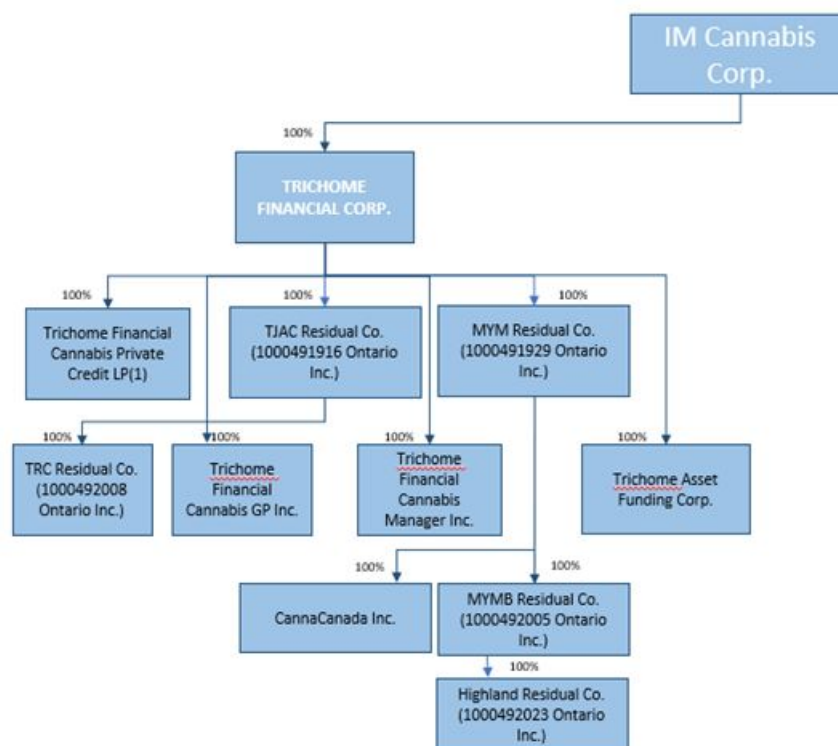 IM Cannabis
Corp.
100%
TRICHOME
FINANCIAL CORP.
100%
100%
100%
Trichome Financial
Cannabis Private
Credit LP(1)
TJAC Residual Co.
(1000491916 Ontario
Inc.)
MYM Residual Co.
(1000491929 Ontario
Inc.)
100%
100%
100%
100%
TRC Residual Co.
(1000492008
Ontario Inc.)
Trichome
Financial
Cannabis GP Inc.
Trichome
Financial
Cannabis
Manager Inc.
Trichome Asset
Funding Corp.
100%
100%
CannaCanada Inc.
MYMB Residual Co.
(1000492005 Ontario
Inc.)
100%
Highland Residual Co.
(1000492023 Ontario
Inc.)